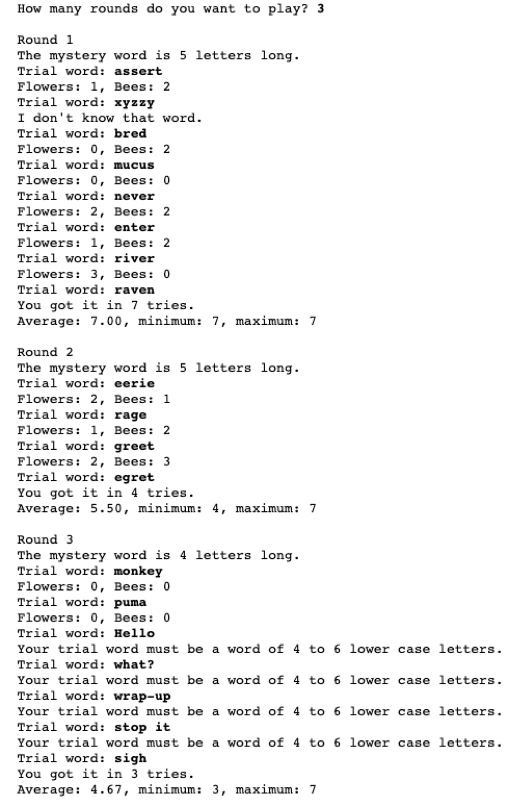 How many rounds do you want to play? 3
Round 1
The mystery word is 5 letters long.
Trial word: assert
Flowers: 1, Bees: 2
Trial word: xyzzy
I don't know that word.
Trial word: bred
Flowers: 0, Bees: 2
Trial word: mucus
Flowers: 0, Bees: 0
Trial word: never
Flowers: 2, Bees: 2
Trial word: enter
Flowers: 1, Bees: 2
Trial word: river
Flowers: 3, Bees: 0
Trial word: raven
You got it in 7 tries.
Average: 7.00, minimum: 7, maximum: 7
Round 2
The mystery word is 5 letters long.
Trial word: eerie
Flowers: 2, Bees: 1
Trial word: rage
Flowers: 1, Bees: 2
Trial word: greet
Flowers: 2, Bees: 3
Trial word: egret
You got it in 4 tries.
Average: 5.50, minimum: 4, maximum: 7
Round 3
The mystery word is 4 letters long.
Trial word: monkey
Flowers: 0, Bees: 0
Trial word: puma
Flowers: 0, Bees: 0
Trial word: Hello
Your trial word must be a word of 4 to 6 lower case letters.
Trial word: what?
Your trial word must be a word of 4 to 6 lower case letters.
Trial word: wrap-up
Your trial word must be a word of 4 to 6 lower case letters.
Trial word: stop it
Your trial word must be a word of 4 to 6 lower case letters.
Trial word: sigh
You got it in 3 tries.
Average: 4.67, minimum: 3, maximum: 7